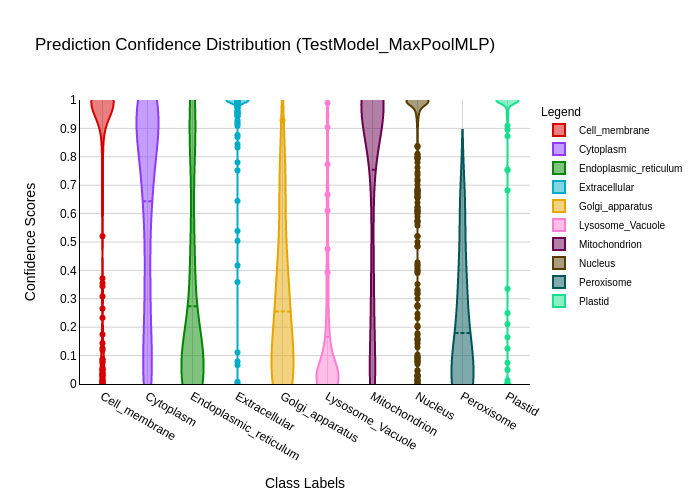 Prediction Confidence Distribution (TestModel_MaxPoolMLP)
Confidence Scores
1
0.9
0.8
0.7
0.6
0.5
0.4
0.3
0.2
0.1
0
Cell_membrane
Cytoplasm
Endoplasmic_reticulum
Extracellular
Golgi_apparatus
Lysosome_Vacuole
Mitochondrion
Nucleus
Peroxisome
Plastid
Class Labels
Legend
Cell_membrane
Cytoplasm
Endoplasmic_reticulum
Extracellular
Golgi_apparatus
Lysosome_Vacuole
Mitochondrion
Nucleus
Peroxisome
Plastid